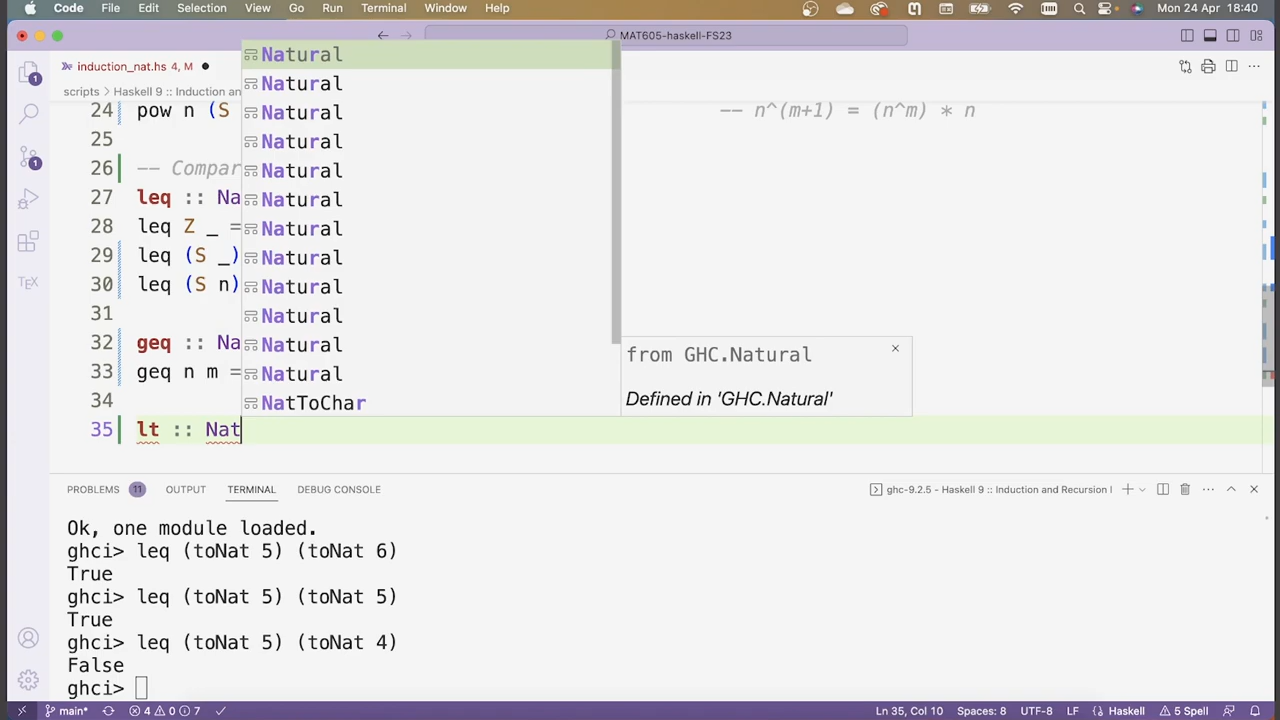 Code File Edit Selection View Go Run Terminal Window Help Mon 24 Apr 18:40
MAT605-haskell-FS23
induction_nat.hs 4, M
scripts > Haskell 9 :: Induction an
24 pow n (S -- n^(m+1) = (n^m) * n
25
26 -- Compar
27 leq :: Na
28 leq Z _ =
29 leq (S _)
30 leq (S n)
31
32 geq :: Na
33 geq n m =
34
35 lt :: Nat
Natural
Natural
Natural
Natural
Natural
Natural
Natural
Natural
Natural
Natural
Natural
Natural
NatToChar
from GHC.Natural
Defined in 'GHC.Natural'
1
1
TEX
PROBLEMS 11 OUTPUT TERMINAL DEBUG CONSOLE ghc-9.2.5 - Haskell 9 :: Induction and Recursion I
Ok, one module loaded.
ghci> leq (toNat 5) (toNat 6)
True
ghci> leq (toNat 5) (toNat 5)
True
ghci> leq (toNat 5) (toNat 4)
False
ghci>
main* 4 0 7 Ln 35, Col 10 Spaces: 8 UTF-8 LF Haskell 5 Spell